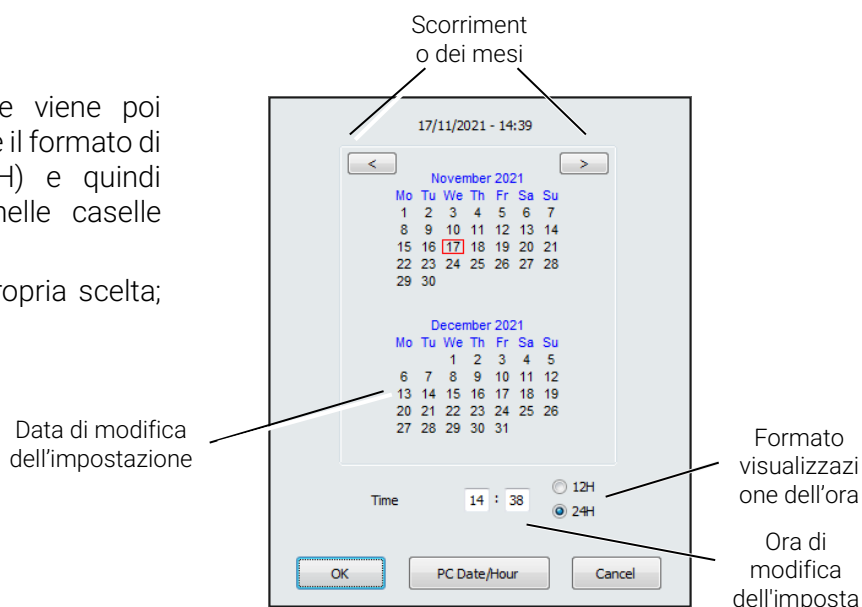 Scorriment
o dei mesi
e viene poi
e il formato di
H) e quindi
nelle caselle
ropria scelta;
17/11/2021 - 14:39
< >
November 2021
Mo Tu We Th Fr Sa Su
1 2 3 4 5 6 7
8 9 10 11 12 13 14
15 16 17 18 19 20 21
22 23 24 25 26 27 28
29 30
December 2021
Mo Tu We Th Fr Sa Su
1 2 3 4 5
6 7 8 9 10 11 12
13 14 15 16 17 18 19
20 21 22 23 24 25 26
27 28 29 30 31
Data di modifica
dell'impostazione
Time 14 : 38
12H
24H
Formato
visualizzazi
one dell'ora
Ora di
modifica
dell'imposta
OK PC Date/Hour Cancel